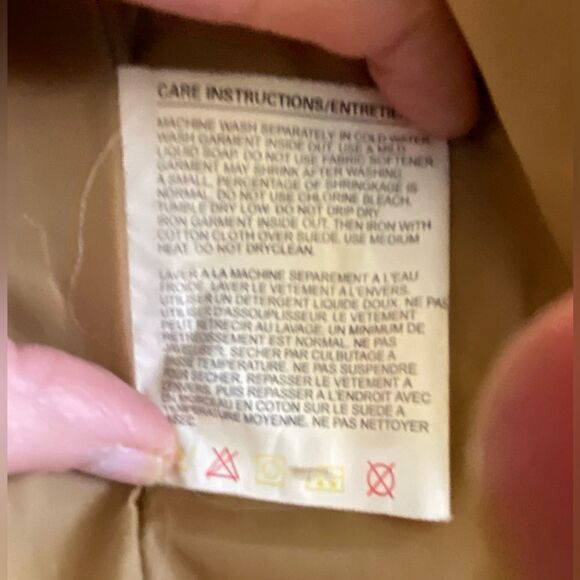 CARE INSTRUCTIONS/ENTRETIE
MACHINE WASH SEPARATELY IN COLD WATER.
WASH GARMENT INSIDE OUT. USE A MILD
LIQUID SOAP. DO NOT USE FABRIC SOFTENER.
GARMENT MAY SHRINK AFTER WASHING.
A SMALL PERCENTAGE OF SHRINGKAGE IS
NORMAL. DO NOT USE CHLORINE BLEACH.
TUMBLE DRY LOW. DO NOT DRIP DRY.
IRON GARMENT INSIDE OUT, THEN IRON WITH
COTTON CLOTH OVER SUEDE. USE MEDIUM
HEAT. DO NOT DRYCLEAN.
LAVER A LA MACHINE SEPAREMENT A L'EAU
FROIDE. LAVER LE VETEMENT A L'ENVERS.
UTILISER UN DETERGENT LIQUIDE DOUX. NE PAS
UTILISER D'ASSOUPLISSEUR. LE VETEMENT
PEUT RETRECIR AU LAVAGE. UN MINIMUM DE
RETRISSEMENT EST NORMAL. NE PAS
SECHER PAR CULBUTAGE A
TEMPERATURE. NE PAS SUSPENDRE
SECHER. REPASSER LE VETEMENT A
PUIS REPASSER A L'ENDROIT AVEC
EN COTON SUR LE SUEDE A
TEMPERATURE MOYENNE. NE PAS NETTOYER
ASEC.